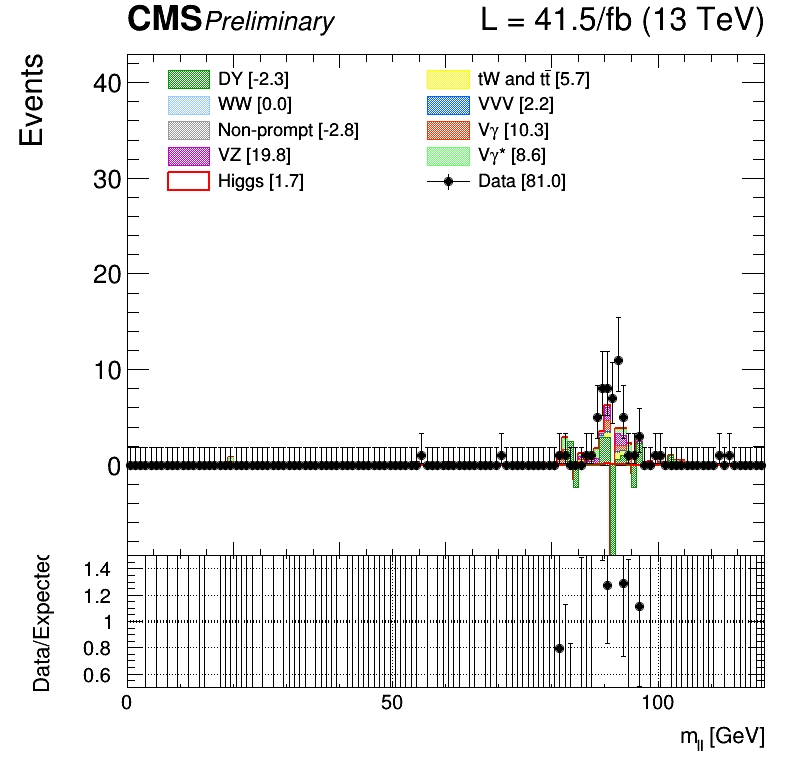 CMS Preliminary L = 41.5/fb (13 TeV)
Events
40
30
20
10
0
DY [-2.3]
WW [0.0]
Non-prompt [-2.8]
VZ [19.8]
Higgs [1.7]
tW and tt̄ [5.7]
VVV [2.2]
Vγ [10.3]
Vγ* [8.6]
Data [81.0]
Data/Expected
1.4
1.2
1
0.8
0.6
0 50 100
m_ll [GeV]